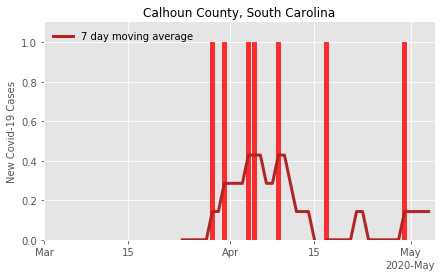 Calhoun County, South Carolina
7 day moving average
New Covid-19 Cases
1.0
0.8
0.6
0.4
0.2
0.0
Mar 15 Apr 15 May
2020-May